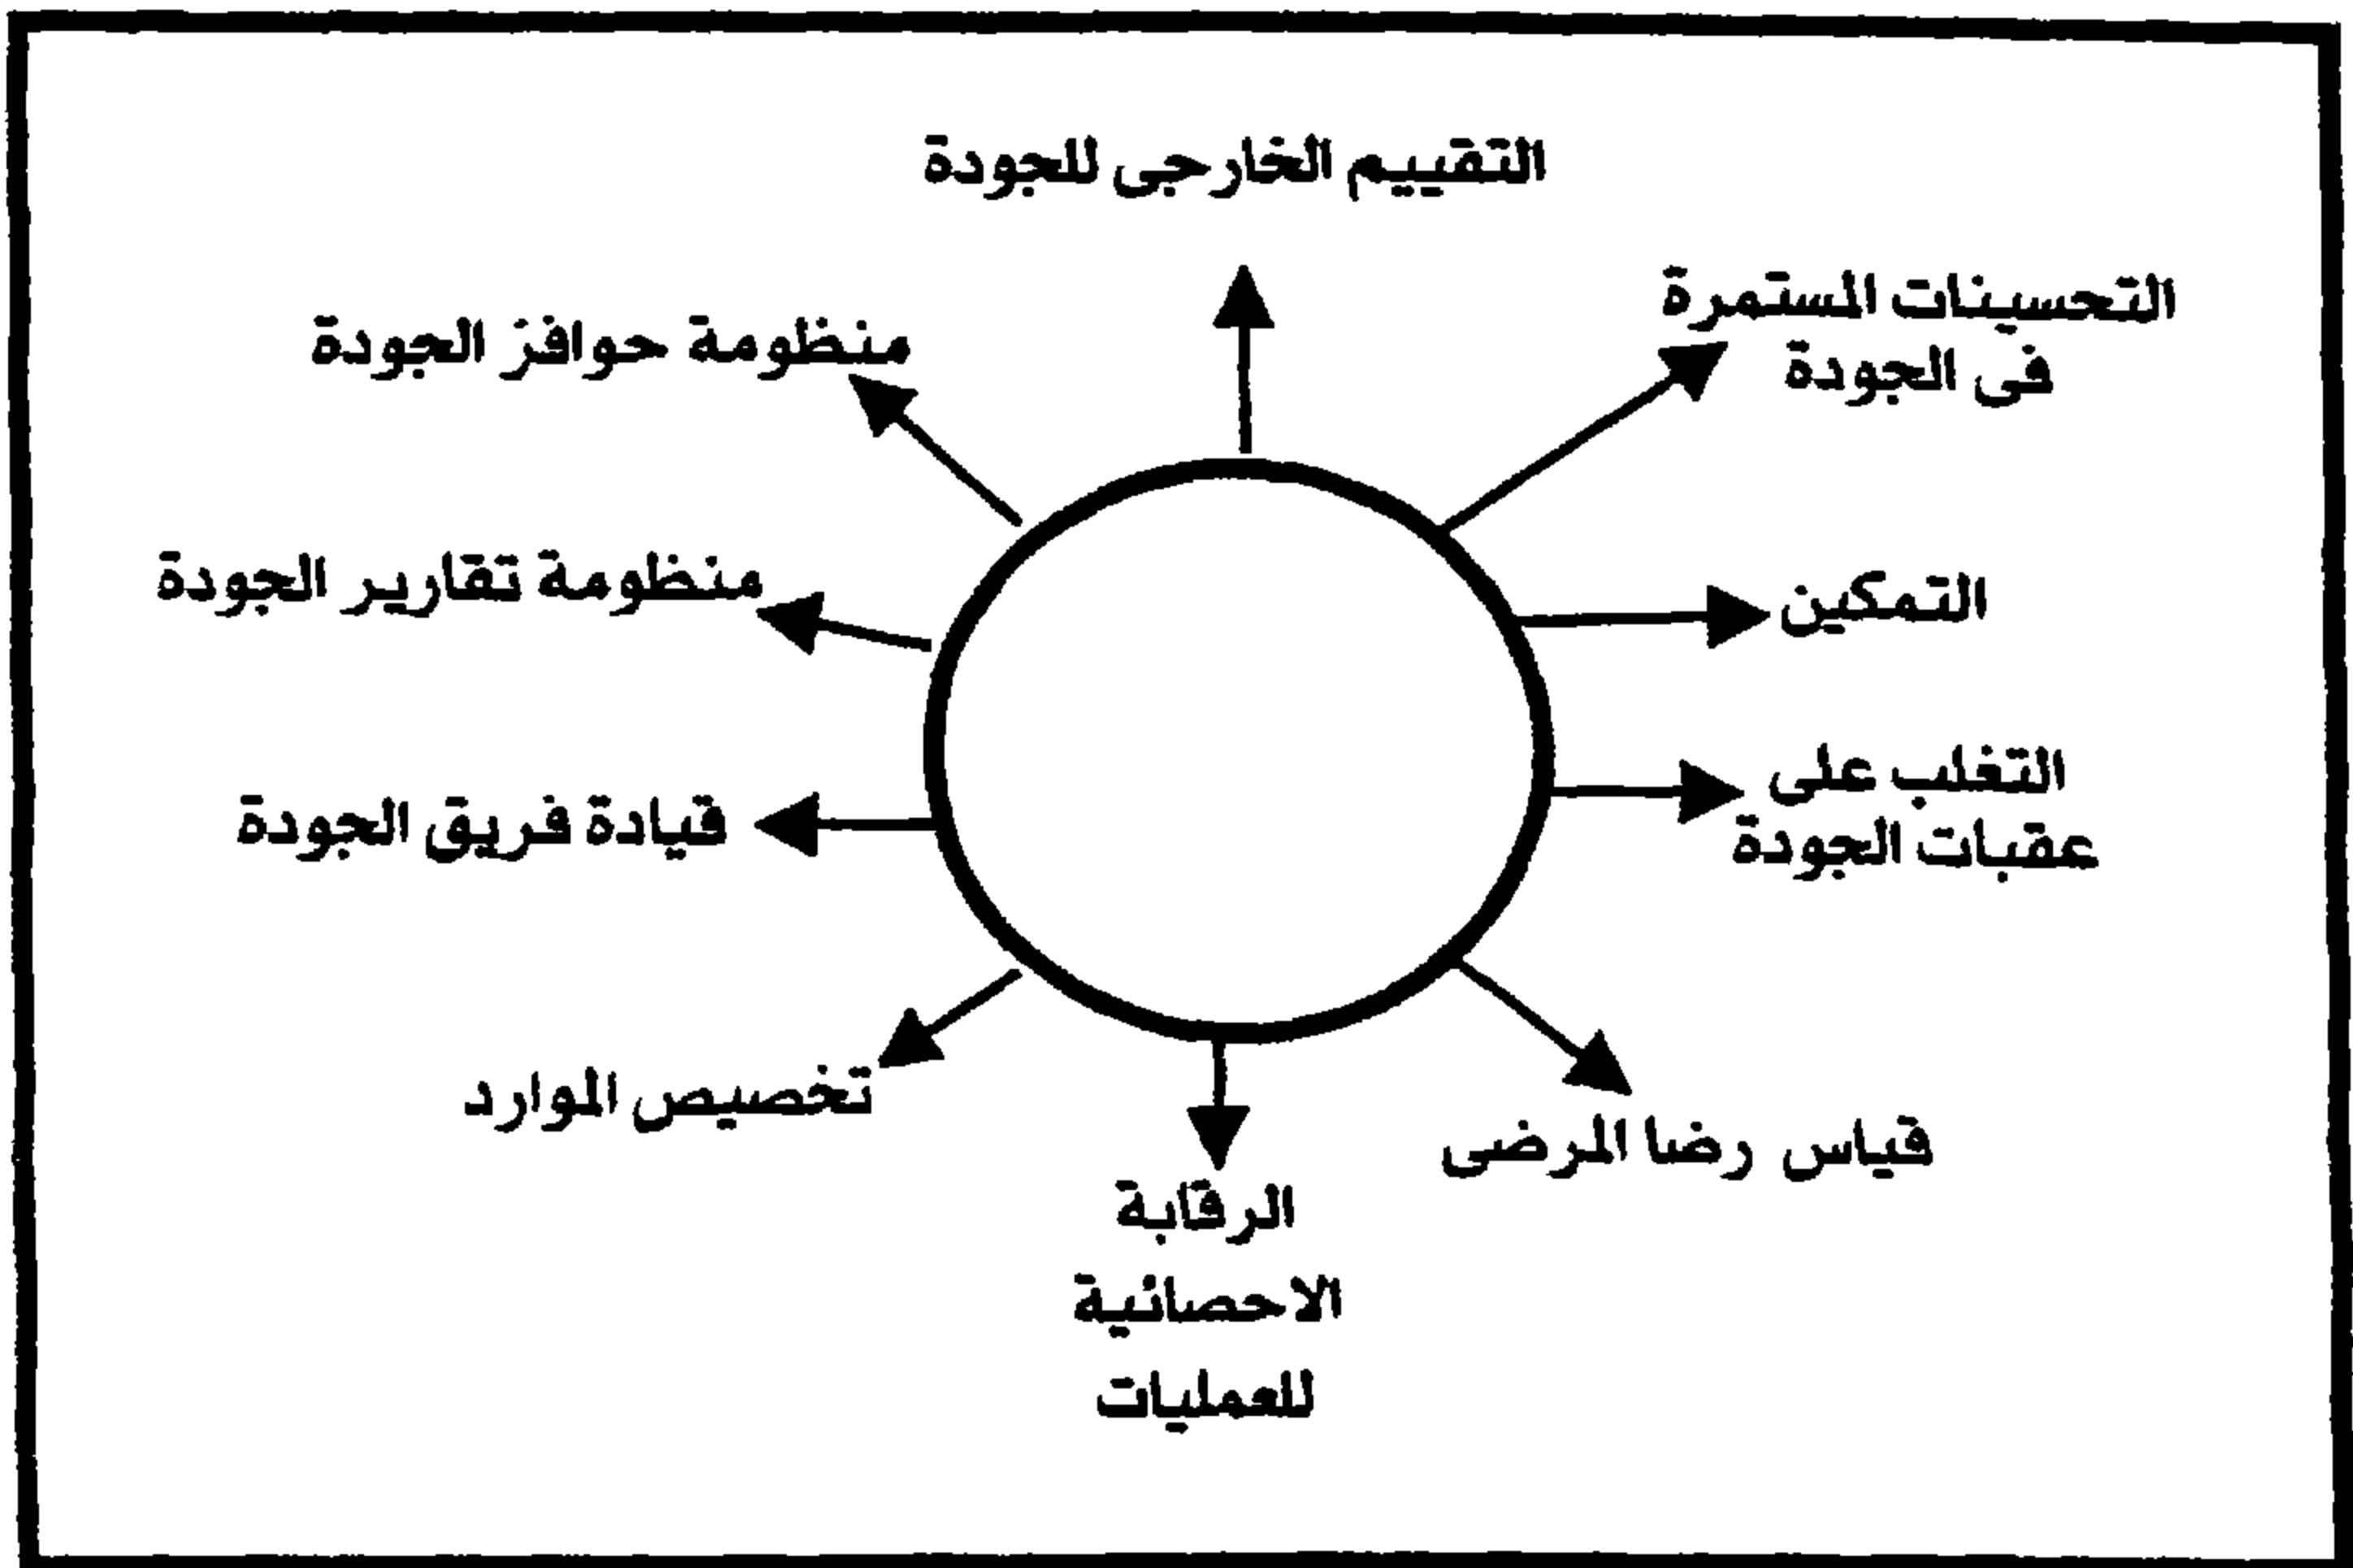 التقييم الخارجى للجودة
التحسينات المستمرة
فى الجودة
منظومة حوافز الجودة
منظومة تقارير الجودة
التمكين
التغلب على
عقبات الجودة
قيادة فريق الجودة
تخصيص الموارد
قياس رضا المرضى
الرقابة
الاحصائية
للعمليات